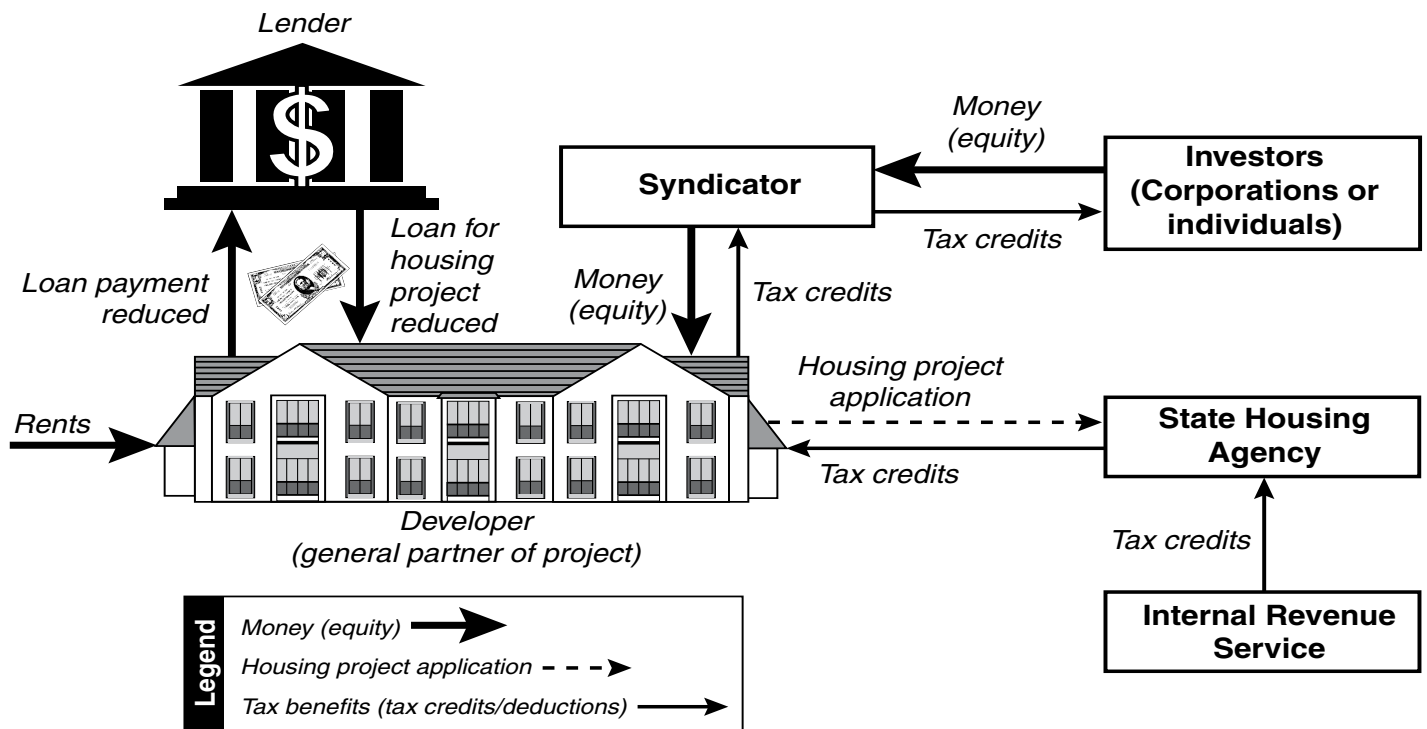 Lender
$
Loan payment
reduced
Loan for
housing
project
reduced
Syndicator
Money
(equity)
Investors
(Corporations or
individuals)
Tax credits
Money
(equity)
Tax credits
Rents
Housing project
application
State Housing
Agency
Tax credits
Developer
(general partner of project)
Tax credits
Internal Revenue
Service
Legend
Money (equity)
Housing project application
Tax benefits (tax credits/deductions)